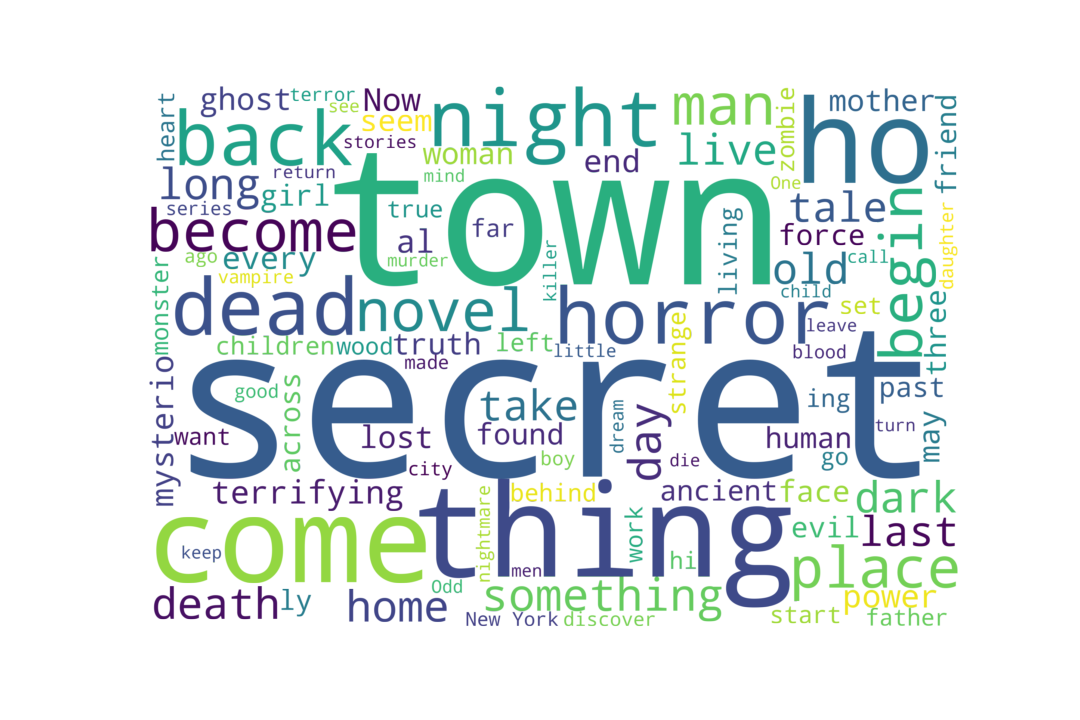 heart
ghost
terror
see
Now
seem
stories
back
night
man
zombie
ho
mother
friend
long
return
series
girl
woman
mind
end
live
One
tale
begin
daughter
become
ago
every
vampire
town
true
al
murder
far
killer
living
force
old
call
child
monster
dead
novel
horror
set
leave
three
children
wood
truth
left
little
made
strange
blood
mysterio
secret
good
across
want
lost
city
take
found
boy
dream
day
die
human
ing
go
past
turn
may
terrifying
come
keep
thing
nightmare
behind
men
work
ancient
face
dark
evil
last
hi
place
death
ly
home
Odd
something
New York
discover
start
power
father